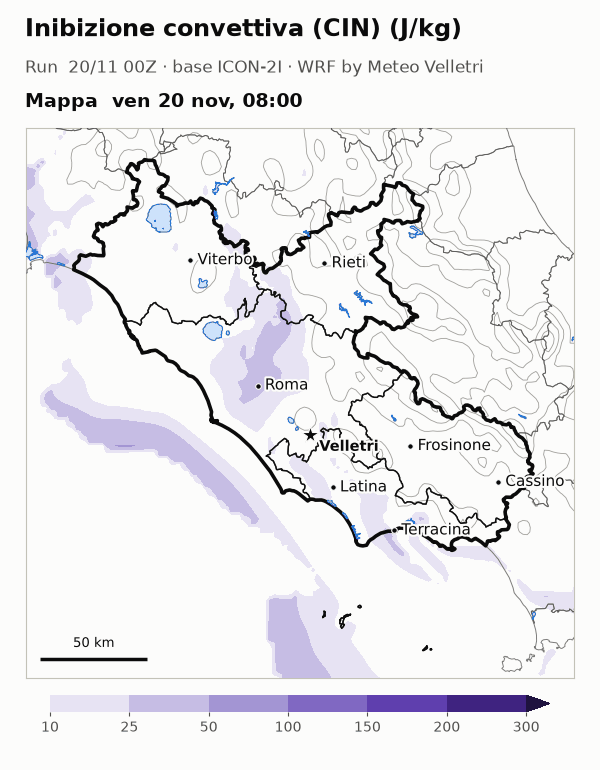 Inibizione convettiva (CIN) (J/kg)
Run  20/11 00Z · base ICON-2I · WRF by Meteo Velletri
Mappa  ven 20 nov, 08:00
Viterbo
Rieti
Roma
Velletri
Frosinone
Cassino
Latina
Terracina
50 km
10 25 50 100 150 200 300